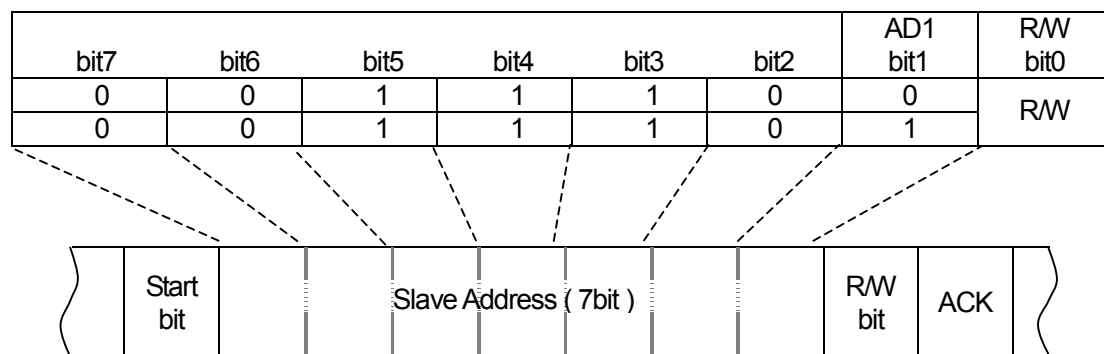 AD1 R/W
bit7 bit6 bit5 bit4 bit3 bit2 bit1 bit0
0 0 1 1 1 0 0 R/W
0 0 1 1 1 0 1
Start bit Slave Address ( 7bit ) R/W bit ACK